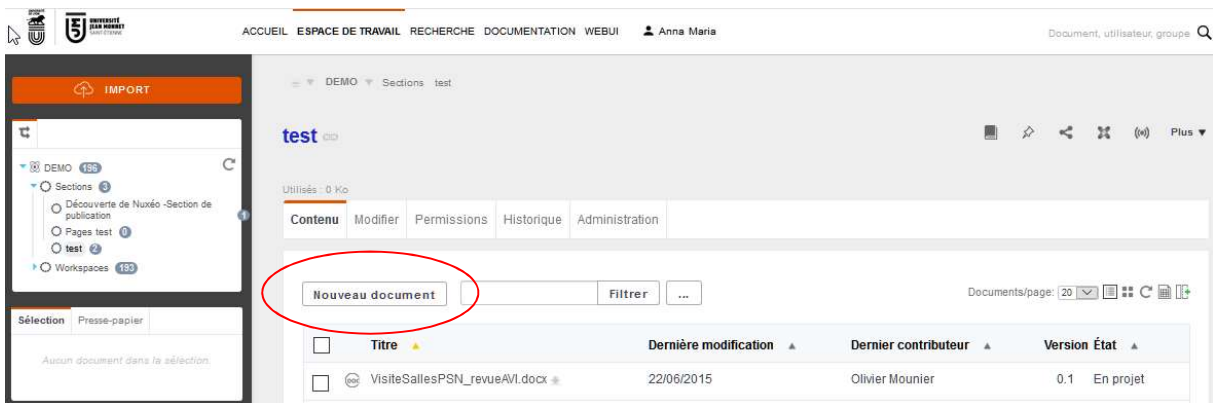 UNIVERSITÉ
JEAN MONNET
SAINT-ÉTIENNE
ACCUEIL ESPACE DE TRAVAIL RECHERCHE DOCUMENTATION WEBUI Anna Maria
Document, utilisateur, groupe
IMPORT
DEMO Sections test
test
Plus
DEMO 196
Sections 3
Découverte de Nuxéo -Section de
publication 1
Pages test 0
test 2
Workspaces 193
Utilisés : 0 Ko
Contenu Modifier Permissions Historique Administration
Nouveau document Filtrer ...
Documents/page: 20
Sélection Presse-papier
Aucun document dans la sélection.
Titre Dernière modification Dernier contributeur Version État
VisiteSallesPSN_revueAVI.docx 22/06/2015 Olivier Mounier 0.1 En projet